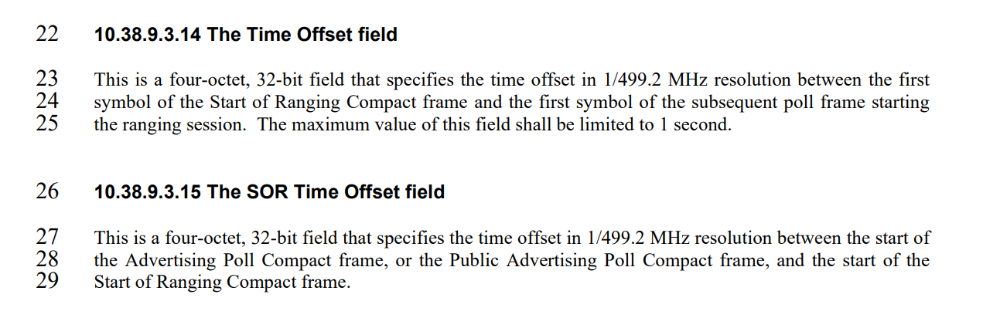 22 10.38.9.3.14 The Time Offset field
23 This is a four-octet, 32-bit field that specifies the time offset in 1/499.2 MHz resolution between the first
24 symbol of the Start of Ranging Compact frame and the first symbol of the subsequent poll frame starting
25 the ranging session.  The maximum value of this field shall be limited to 1 second.
26 10.38.9.3.15 The SOR Time Offset field
27 This is a four-octet, 32-bit field that specifies the time offset in 1/499.2 MHz resolution between the start of
28 the Advertising Poll Compact frame, or the Public Advertising Poll Compact frame, and the start of the
29 Start of Ranging Compact frame.